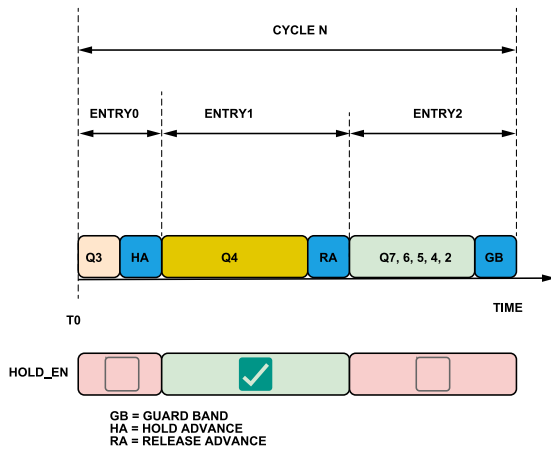 CYCLE N
ENTRY0 ENTRY1 ENTRY2
Q3 HA Q4 RA Q7, 6, 5, 4, 2 GB
TIME
T0
HOLD_EN
GB = GUARD BAND
HA = HOLD ADVANCE
RA = RELEASE ADVANCE